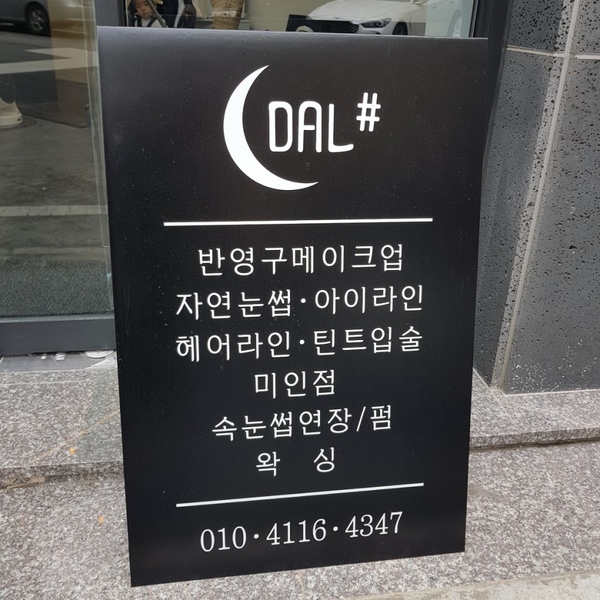 DAL#
반영구메이크업
자연눈썹·아이라인
헤어라인·틴트입술
미인점
속눈썹연장/펌
왁 싱
010·4116·4347